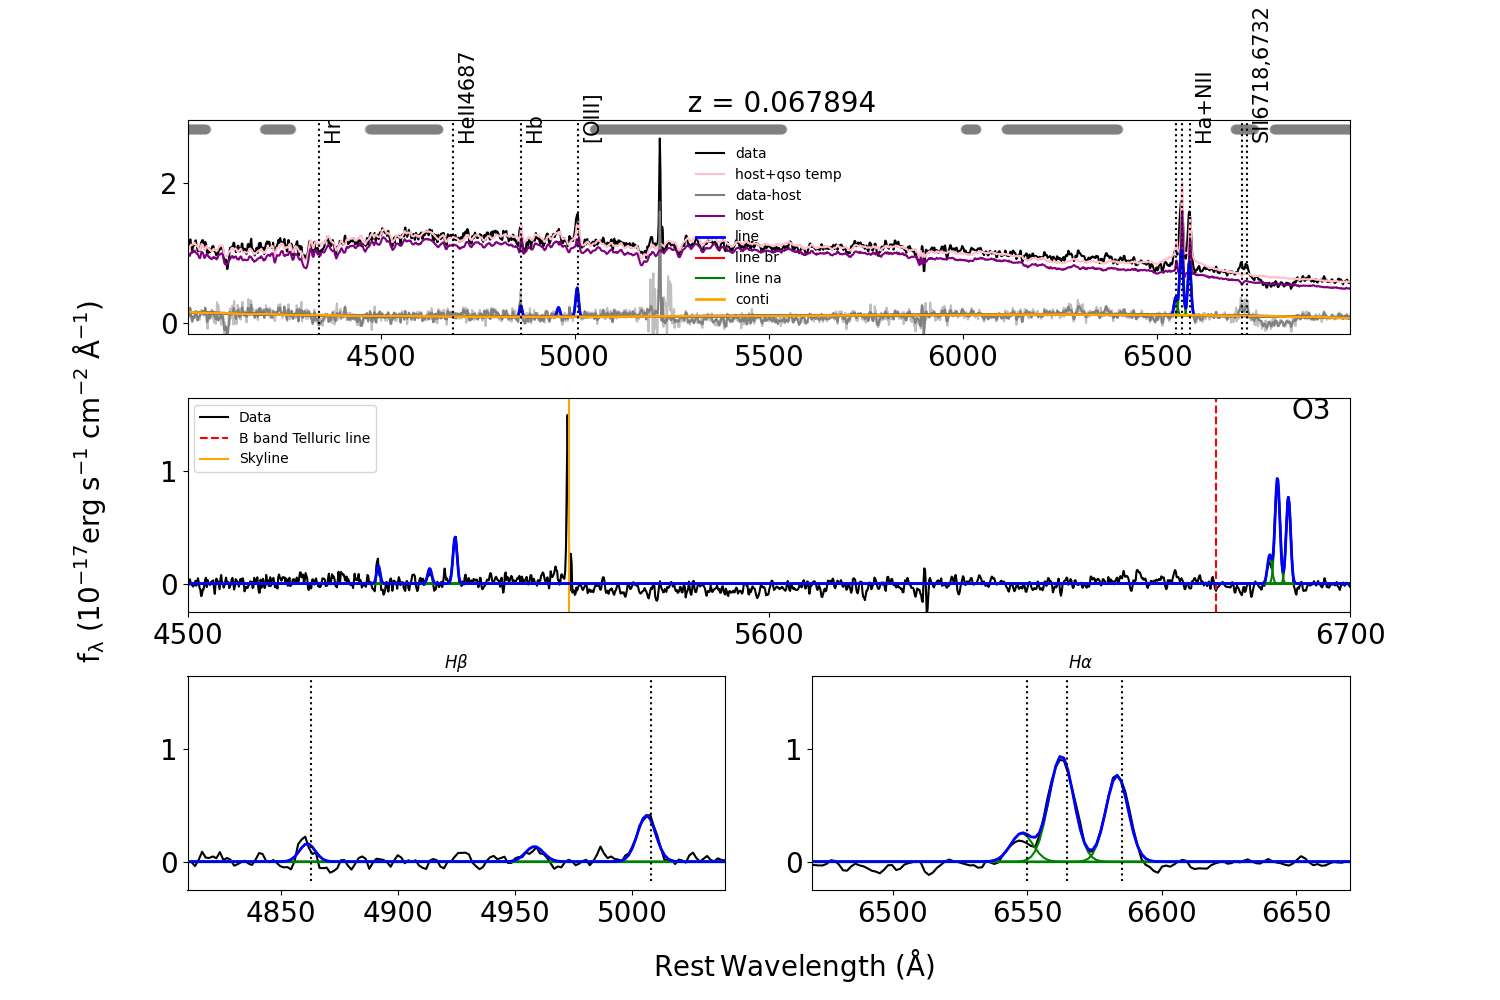 z = 0.067894
Hr
HeII4687
Hb
[OIII]
Ha+NII
SII6718,6732
data
host+qso temp
data-host
host
line
line br
line na
conti
2
0
4500 5000 5500 6000 6500
fλ (10⁻¹⁷erg s⁻¹ cm⁻² Å⁻¹)
Data
B band Telluric line
Skyline
O3
1
0
4500 5600 6700
Hβ
1
0
4850 4900 4950 5000
Hα
1
0
6500 6550 6600 6650
Rest Wavelength (Å)